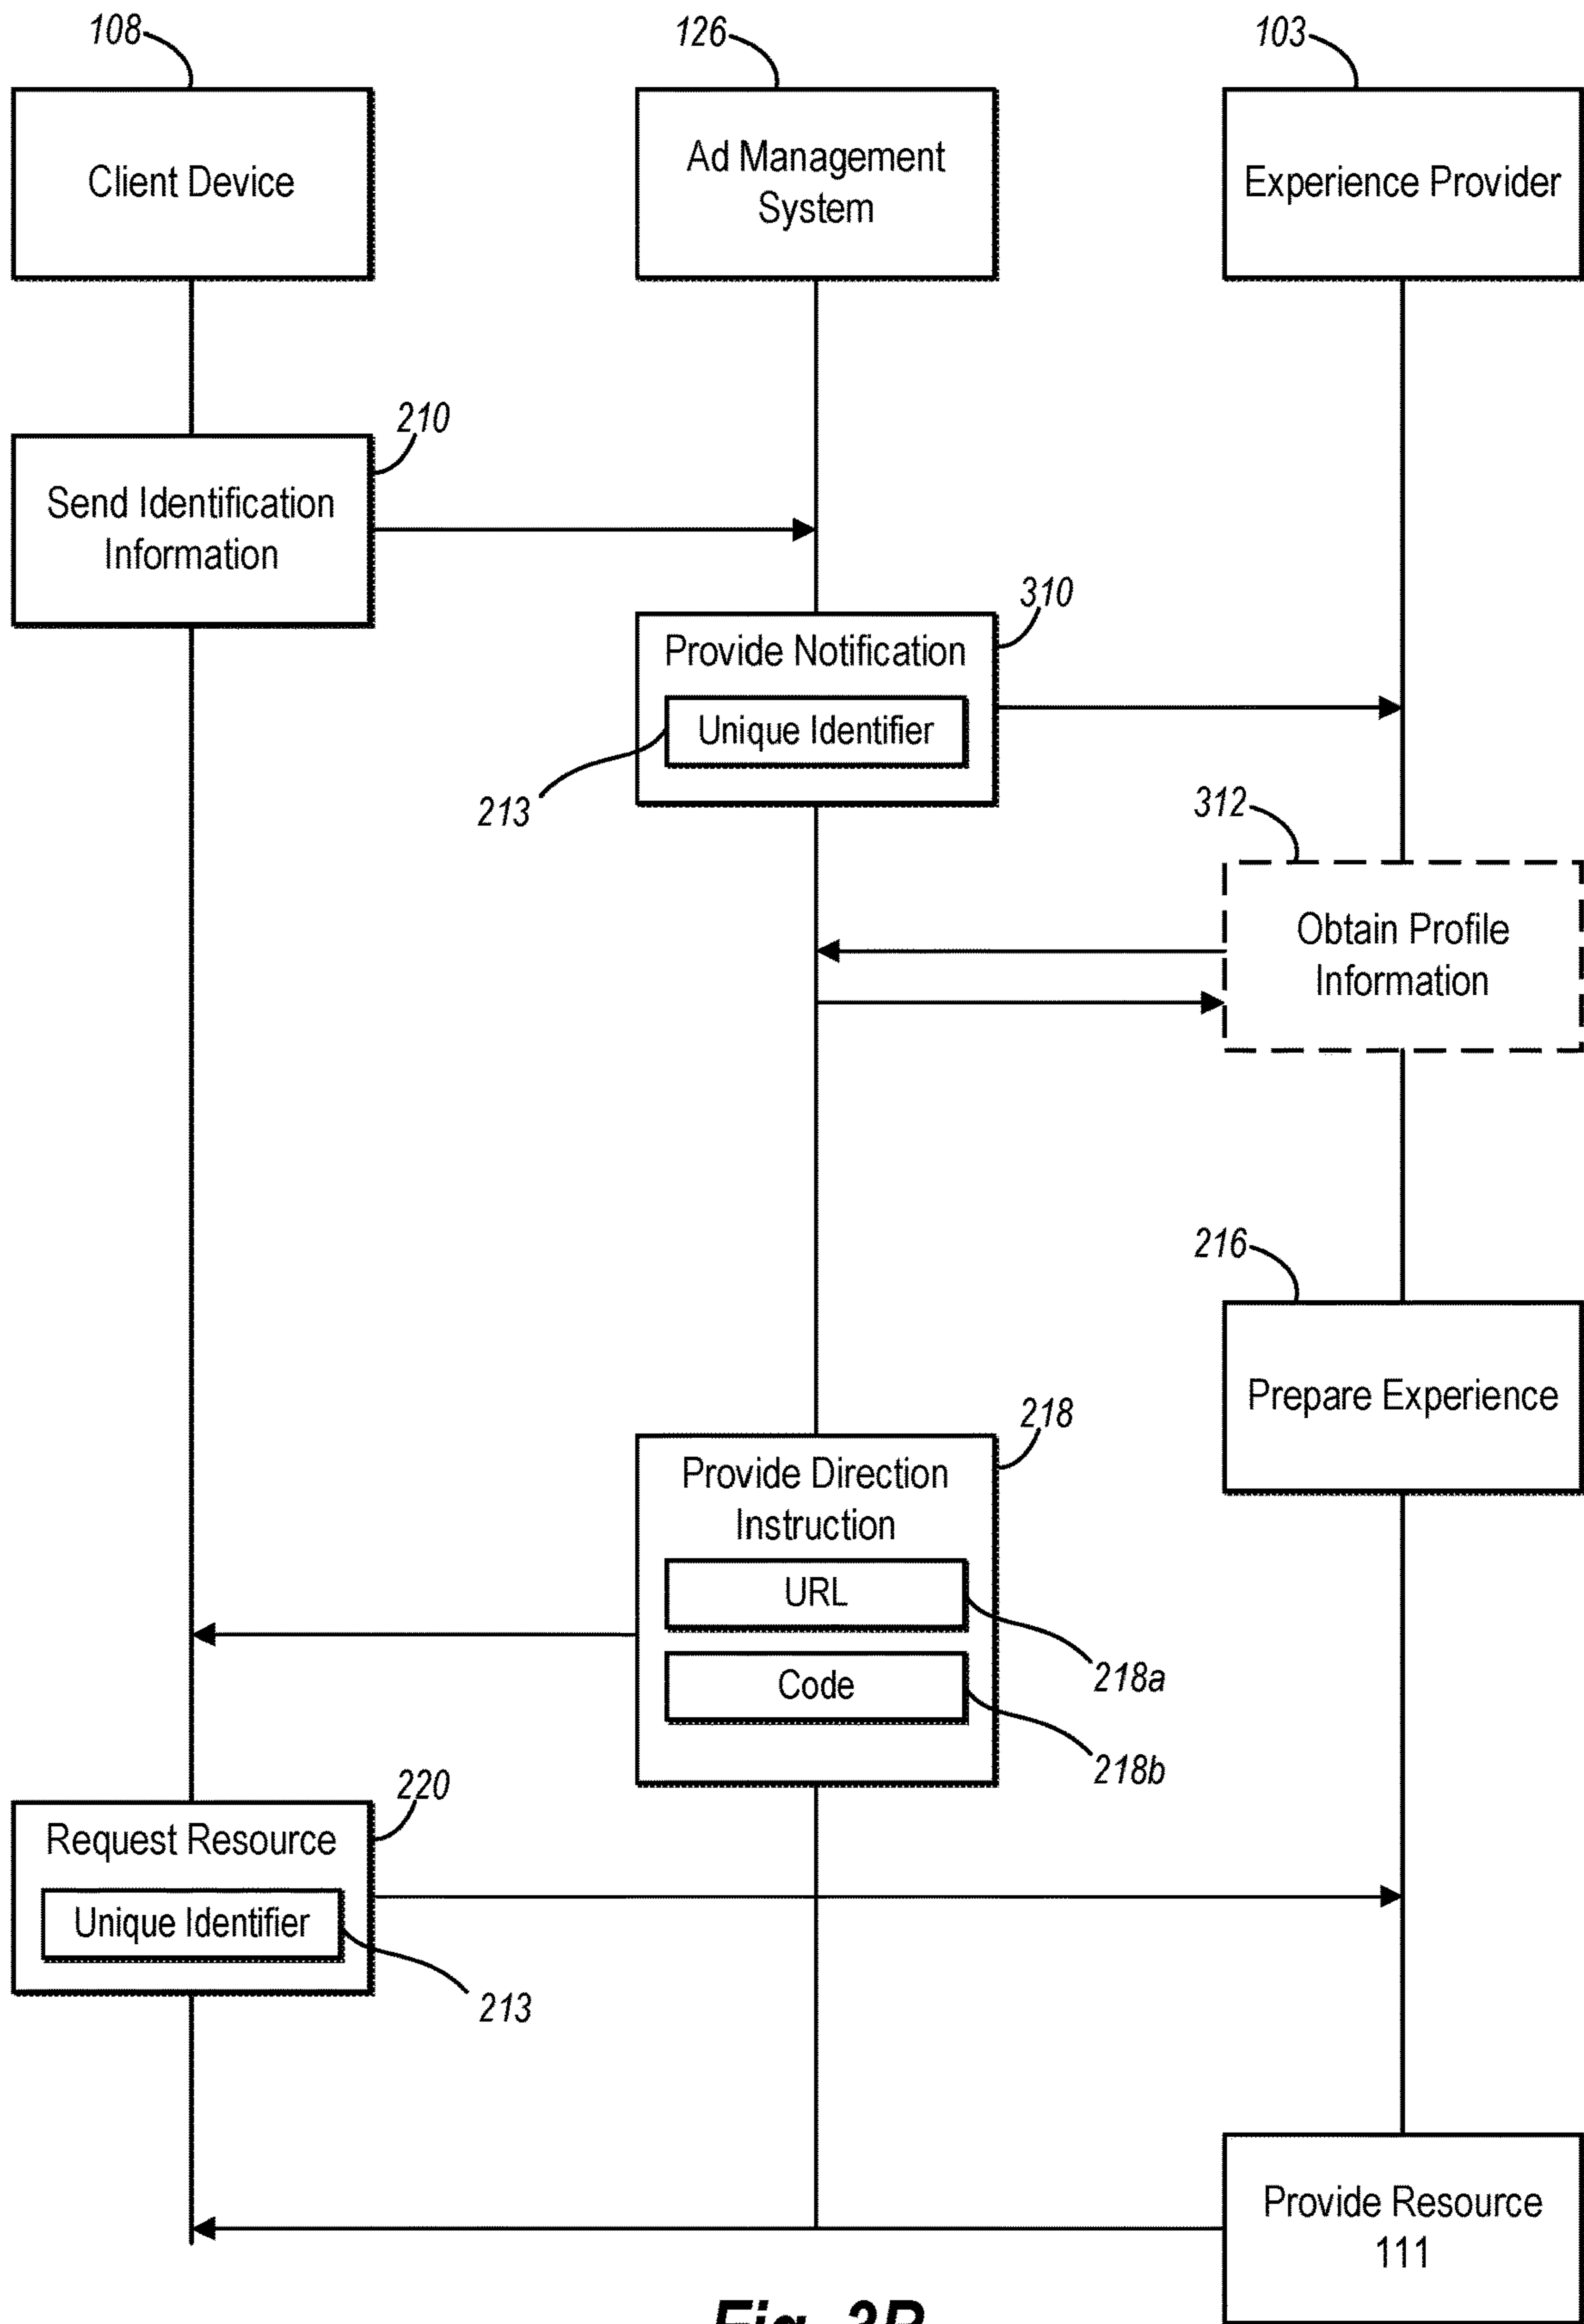 108
126
103
Client Device
Ad Management
System
Experience Provider
210
Send Identification
Information
310
Provide Notification
Unique Identifier
213
312
Obtain Profile
Information
216
Prepare Experience
218
Provide Direction
Instruction
URL
218a
Code
218b
220
Request Resource
Unique Identifier
213
Provide Resource
111